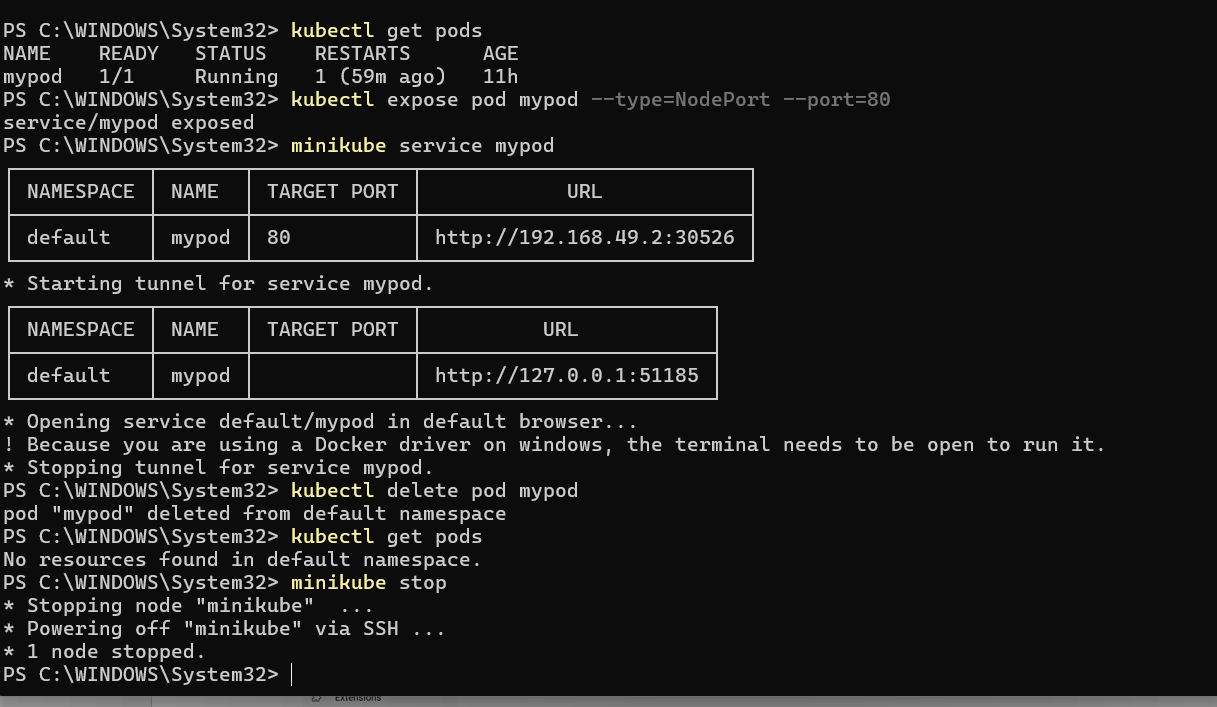 PS C:\WINDOWS\System32> kubectl get pods
NAME    READY   STATUS    RESTARTS      AGE
mypod   1/1     Running   1 (59m ago)   11h
PS C:\WINDOWS\System32> kubectl expose pod mypod --type=NodePort --port=80
service/mypod exposed
PS C:\WINDOWS\System32> minikube service mypod
NAMESPACE NAME TARGET PORT URL
default mypod 80 http://192.168.49.2:30526
* Starting tunnel for service mypod.
NAMESPACE NAME TARGET PORT URL
default mypod http://127.0.0.1:51185
* Opening service default/mypod in default browser...
! Because you are using a Docker driver on windows, the terminal needs to be open to run it.
* Stopping tunnel for service mypod.
PS C:\WINDOWS\System32> kubectl delete pod mypod
pod "mypod" deleted from default namespace
PS C:\WINDOWS\System32> kubectl get pods
No resources found in default namespace.
PS C:\WINDOWS\System32> minikube stop
* Stopping node "minikube"  ...
* Powering off "minikube" via SSH ...
* 1 node stopped.
PS C:\WINDOWS\System32>
Extensions